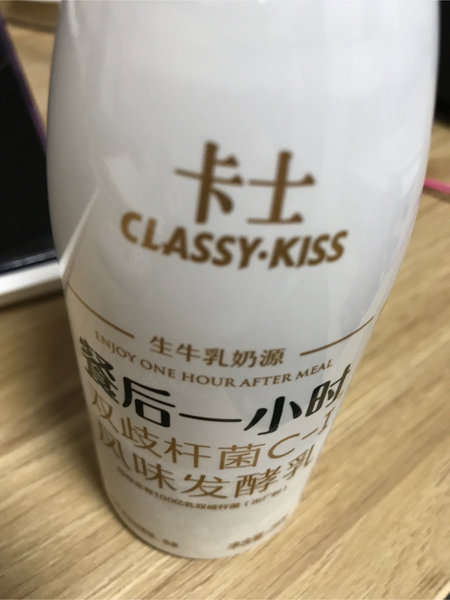 卡士
CLASSY·KISS
生牛乳奶源
ENJOY ONE HOUR AFTER MEAL
餐后一小时
双歧杆菌C-I
风味发酵乳